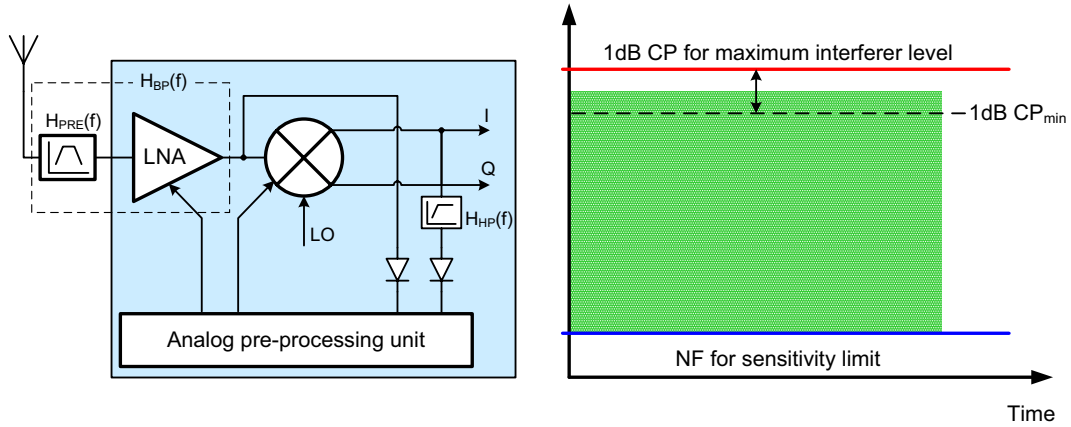 H_BP(f)
H_PRE(f)
LNA
I
Q
H_HP(f)
LO
Analog pre-processing unit
1dB CP for maximum interferer level
1dB CP_min
NF for sensitivity limit
Time